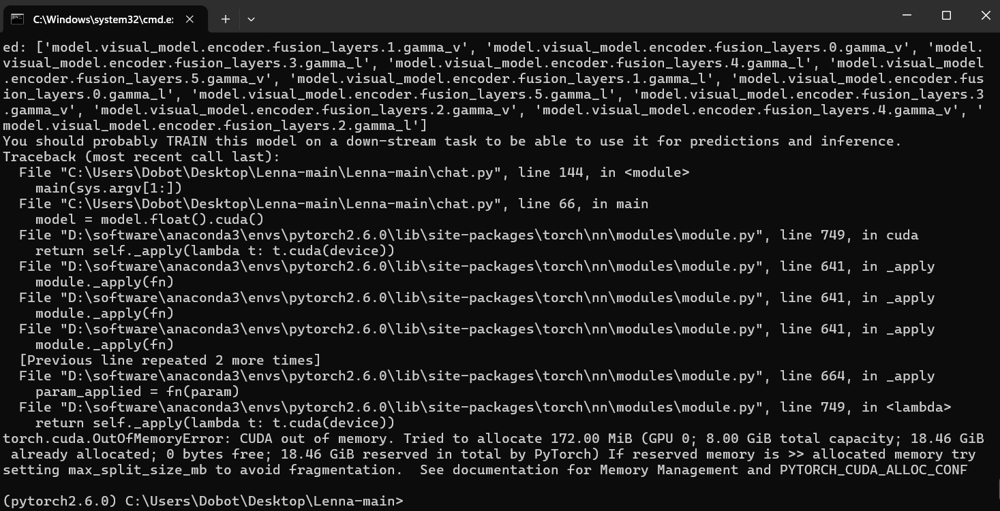 C:\Windows\system32\cmd.e
ed: ['model.visual_model.encoder.fusion_layers.1.gamma_v', 'model.visual_model.encoder.fusion_layers.0.gamma_v', 'model.
visual_model.encoder.fusion_layers.3.gamma_l', 'model.visual_model.encoder.fusion_layers.4.gamma_l', 'model.visual_model
.encoder.fusion_layers.5.gamma_v', 'model.visual_model.encoder.fusion_layers.1.gamma_l', 'model.visual_model.encoder.fus
ion_layers.0.gamma_l', 'model.visual_model.encoder.fusion_layers.5.gamma_l', 'model.visual_model.encoder.fusion_layers.3
.gamma_v', 'model.visual_model.encoder.fusion_layers.2.gamma_v', 'model.visual_model.encoder.fusion_layers.4.gamma_v', '
model.visual_model.encoder.fusion_layers.2.gamma_l']
You should probably TRAIN this model on a down-stream task to be able to use it for predictions and inference.
Traceback (most recent call last):
  File "C:\Users\Dobot\Desktop\Lenna-main\Lenna-main\chat.py", line 144, in <module>
    main(sys.argv[1:])
  File "C:\Users\Dobot\Desktop\Lenna-main\Lenna-main\chat.py", line 66, in main
    model = model.float().cuda()
  File "D:\software\anaconda3\envs\pytorch2.6.0\lib\site-packages\torch\nn\modules\module.py", line 749, in cuda
    return self._apply(lambda t: t.cuda(device))
  File "D:\software\anaconda3\envs\pytorch2.6.0\lib\site-packages\torch\nn\modules\module.py", line 641, in _apply
    module._apply(fn)
  File "D:\software\anaconda3\envs\pytorch2.6.0\lib\site-packages\torch\nn\modules\module.py", line 641, in _apply
    module._apply(fn)
  File "D:\software\anaconda3\envs\pytorch2.6.0\lib\site-packages\torch\nn\modules\module.py", line 641, in _apply
    module._apply(fn)
  [Previous line repeated 2 more times]
  File "D:\software\anaconda3\envs\pytorch2.6.0\lib\site-packages\torch\nn\modules\module.py", line 664, in _apply
    param_applied = fn(param)
  File "D:\software\anaconda3\envs\pytorch2.6.0\lib\site-packages\torch\nn\modules\module.py", line 749, in <lambda>
    return self._apply(lambda t: t.cuda(device))
torch.cuda.OutOfMemoryError: CUDA out of memory. Tried to allocate 172.00 MiB (GPU 0; 8.00 GiB total capacity; 18.46 GiB
 already allocated; 0 bytes free; 18.46 GiB reserved in total by PyTorch) If reserved memory is >> allocated memory try
setting max_split_size_mb to avoid fragmentation.  See documentation for Memory Management and PYTORCH_CUDA_ALLOC_CONF
(pytorch2.6.0) C:\Users\Dobot\Desktop\Lenna-main>